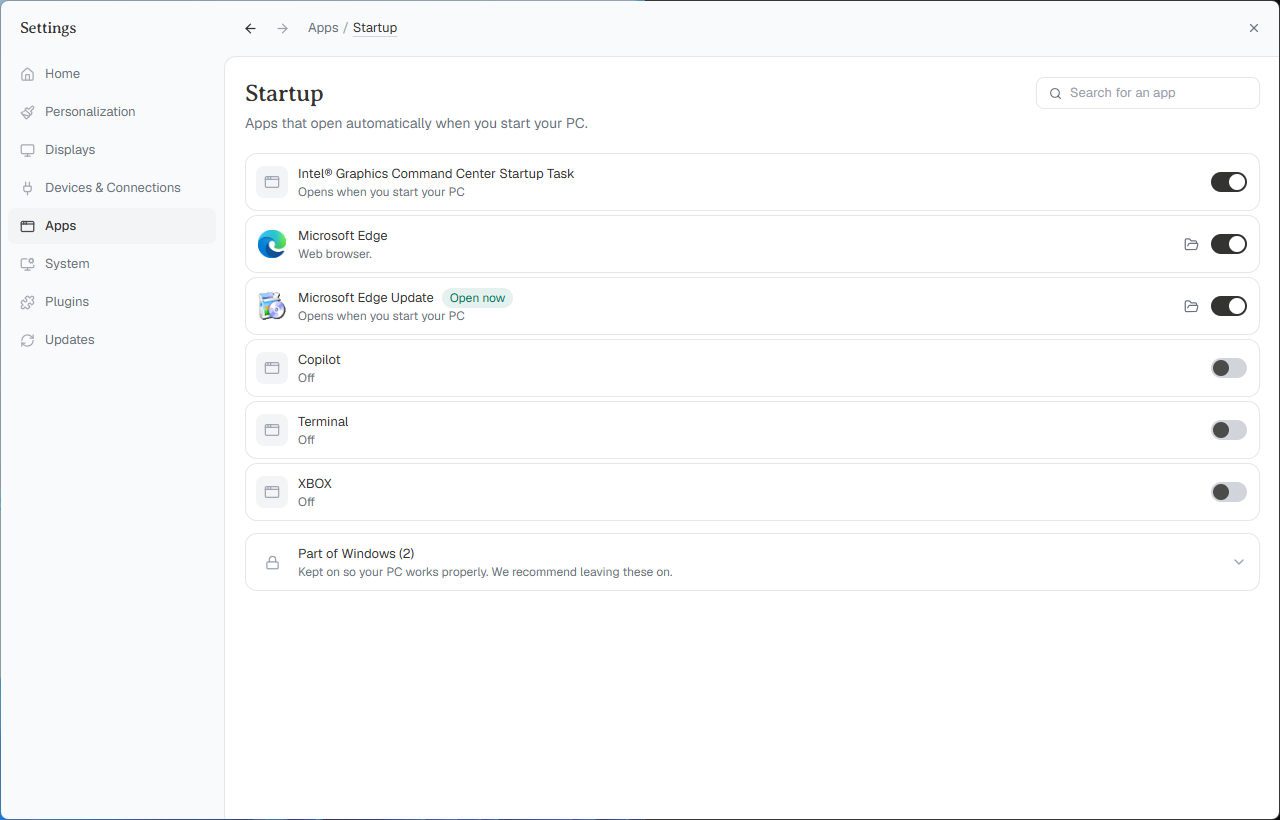 Settings
Apps / Startup
Home
Personalization
Displays
Devices & Connections
Apps
System
Plugins
Updates
Startup
Search for an app
Apps that open automatically when you start your PC.
Intel® Graphics Command Center Startup Task
Opens when you start your PC
Microsoft Edge
Web browser.
Microsoft Edge Update Open now
Opens when you start your PC
Copilot
Off
Terminal
Off
XBOX
Off
Part of Windows (2)
Kept on so your PC works properly. We recommend leaving these on.